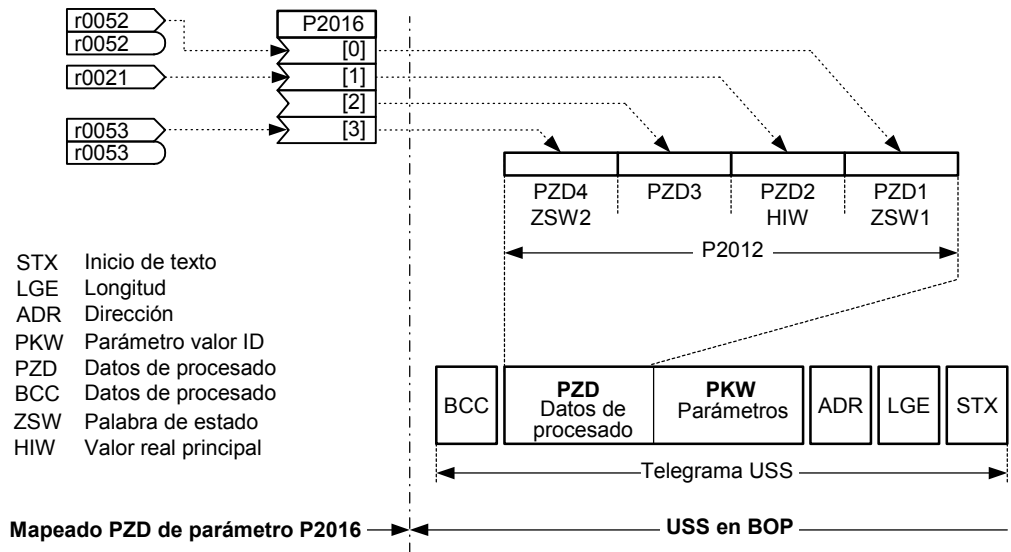 r0052
r0052
r0021
r0053
r0053
P2016
[0]
[1]
[2]
[3]
PZD4 PZD3 PZD2 PZD1
ZSW2 HIW ZSW1
P2012
STX Inicio de texto
LGE Longitud
ADR Dirección
PKW Parámetro valor ID
PZD Datos de procesado
BCC Datos de procesado
ZSW Palabra de estado
HIW Valor real principal
BCC
PZD
Datos de
procesado
PKW
Parámetros
ADR
LGE
STX
Telegrama USS
Mapeado PZD de parámetro P2016
USS en BOP